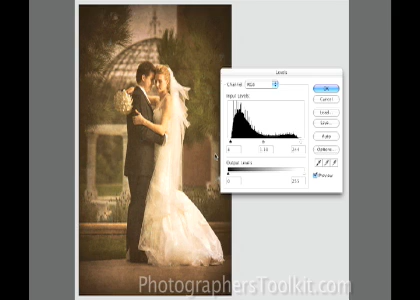 Levels
Channel: RGB
OK
Input Levels
Cancel
Load...
Save...
Auto
Options...
Output Levels
0
255
Preview
PhotographersToolkit.com